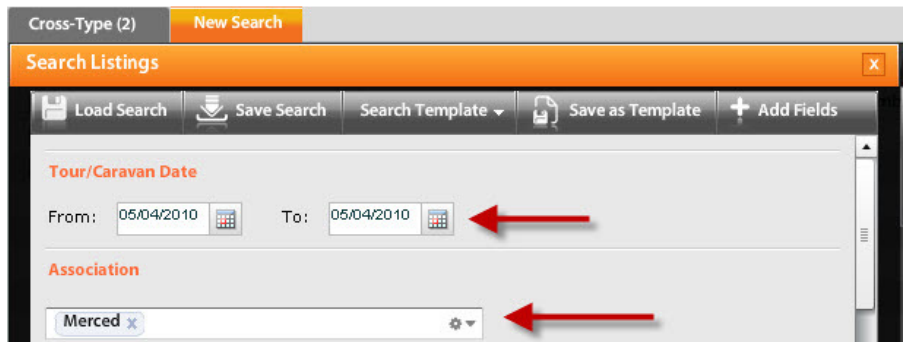 Cross-Type (2) New Search
Search Listings x
Load Search Save Search Search Template Save as Template Add Fields
Tour/Caravan Date
From: 05/04/2010 To: 05/04/2010
Association
Merced x